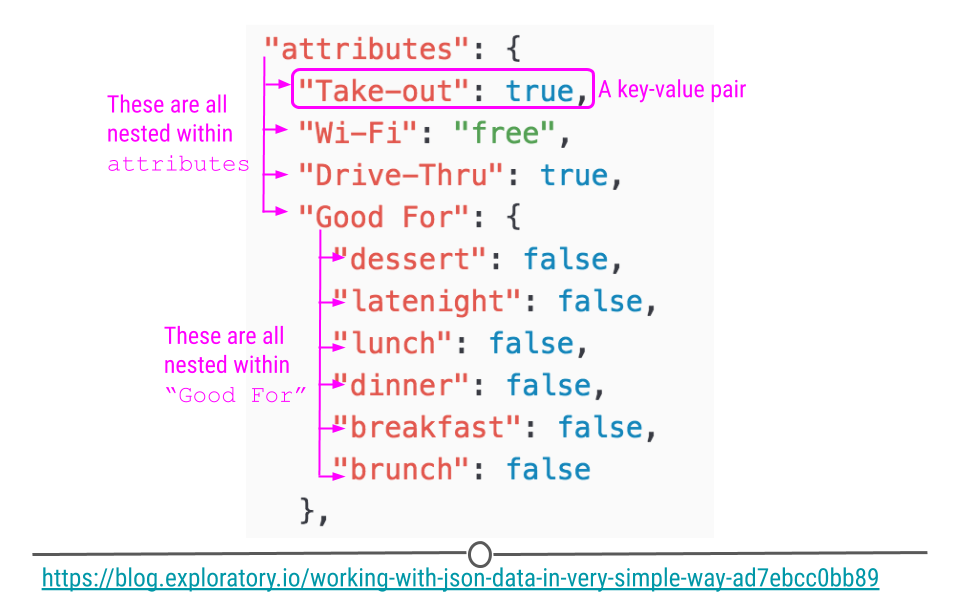 "attributes": {
"Take-out": true, A key-value pair
These are all
nested within
attributes
"Wi-Fi": "free",
"Drive-Thru": true,
"Good For": {
"dessert": false,
"latenight": false,
These are all
nested within
“Good For”
"lunch": false,
"dinner": false,
"breakfast": false,
"brunch": false
},
https://blog.exploratory.io/working-with-json-data-in-very-simple-way-ad7ebcc0bb89